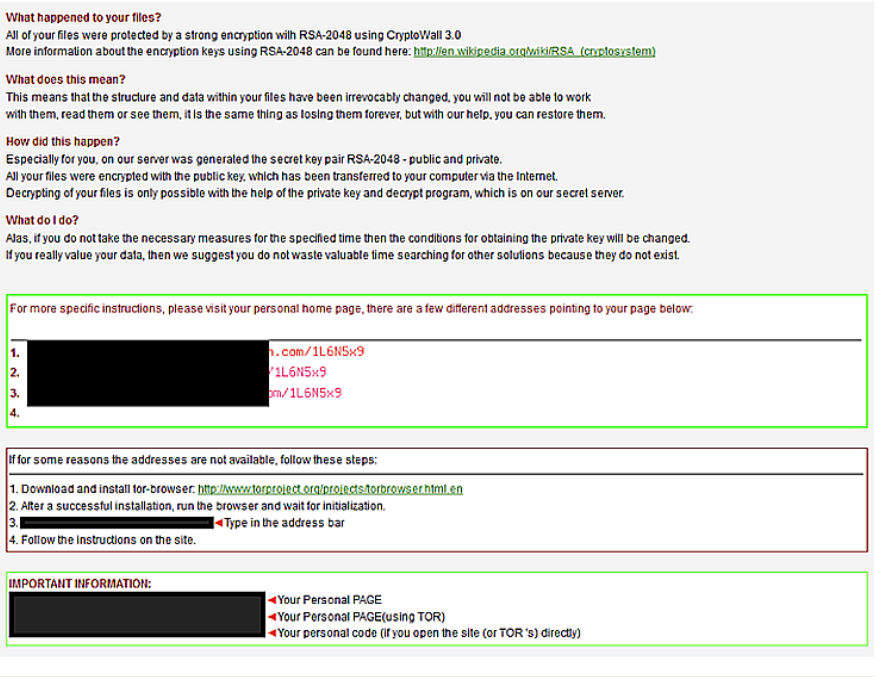 What happened to your files?
All of your files were protected by a strong encryption with RSA-2048 using CryptoWall 3.0
More information about the encryption keys using RSA-2048 can be found here: http://en.wikipedia.org/wiki/RSA_(cryptosystem)
What does this mean?
This means that the structure and data within your files have been irrevocably changed, you will not be able to work
with them, read them or see them, it is the same thing as losing them forever, but with our help, you can restore them.
How did this happen?
Especially for you, on our server was generated the secret key pair RSA-2048 - public and private.
All your files were encrypted with the public key, which has been transferred to your computer via the Internet.
Decrypting of your files is only possible with the help of the private key and decrypt program, which is on our secret server.
What do I do?
Alas, if you do not take the necessary measures for the specified time then the conditions for obtaining the private key will be changed.
If you really value your data, then we suggest you do not waste valuable time searching for other solutions because they do not exist.
For more specific instructions, please visit your personal home page, there are a few different addresses pointing to your page below:
1. .com/1L6N5x9
2. /1L6N5x9
3. om/1L6N5x9
4.
If for some reasons the addresses are not available, follow these steps:
1. Download and install tor-browser: http://www.torproject.org/projects/torbrowser.html.en
2. After a successful installation, run the browser and wait for initialization.
3. Type in the address bar
4. Follow the instructions on the site.
IMPORTANT INFORMATION:
Your Personal PAGE
Your Personal PAGE(using TOR)
Your personal code (if you open the site (or TOR 's) directly)